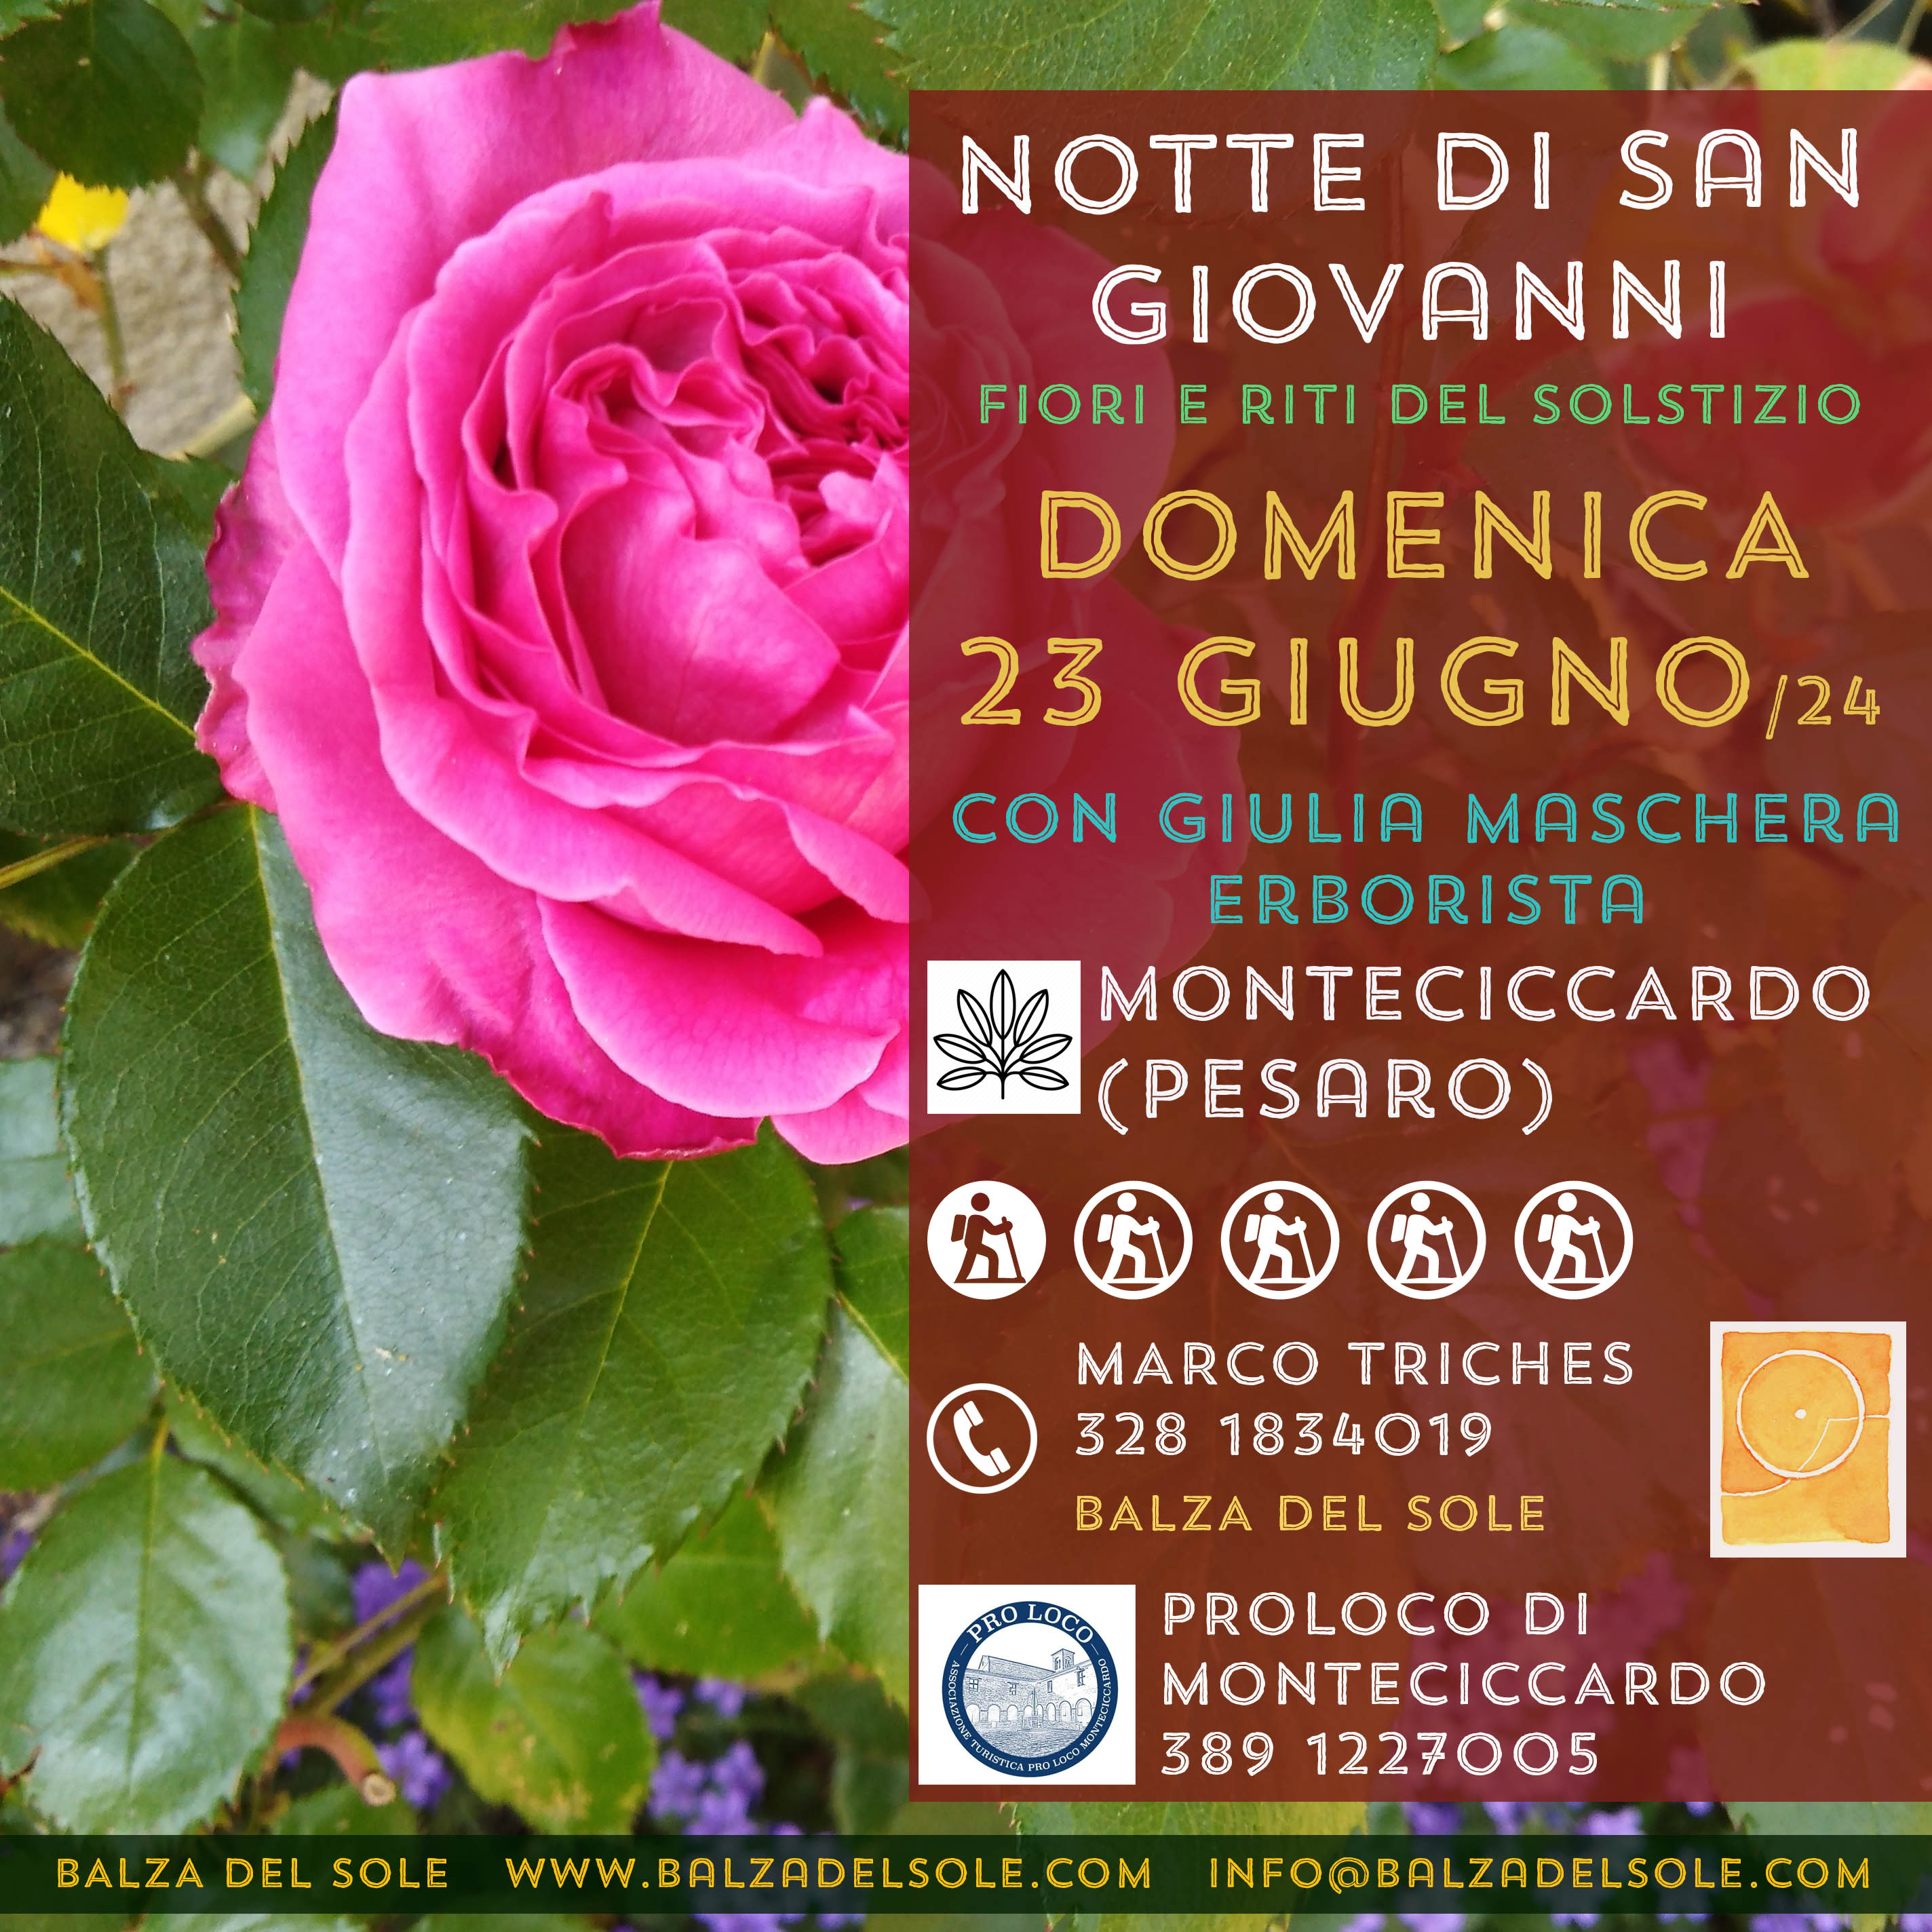 NOTTE DI SAN
GIOVANNI
FIORI E RITI DEL SOLSTIZIO
DOMENICA
23 GIUGNO/24
CON GIULIA MASCHERA
ERBORISTA
MONTECICCARDO
(PESARO)
MARCO TRICHES
328 1834019
BALZA DEL SOLE
PRO LOCO
ASSOCIAZIONE TURISTICA PRO LOCO MONTECICCARDO
PROLOCO DI
MONTECICCARDO
389 1227005
BALZA DEL SOLE WWW.BALZADELSOLE.COM INFO@BALZADELSOLE.COM